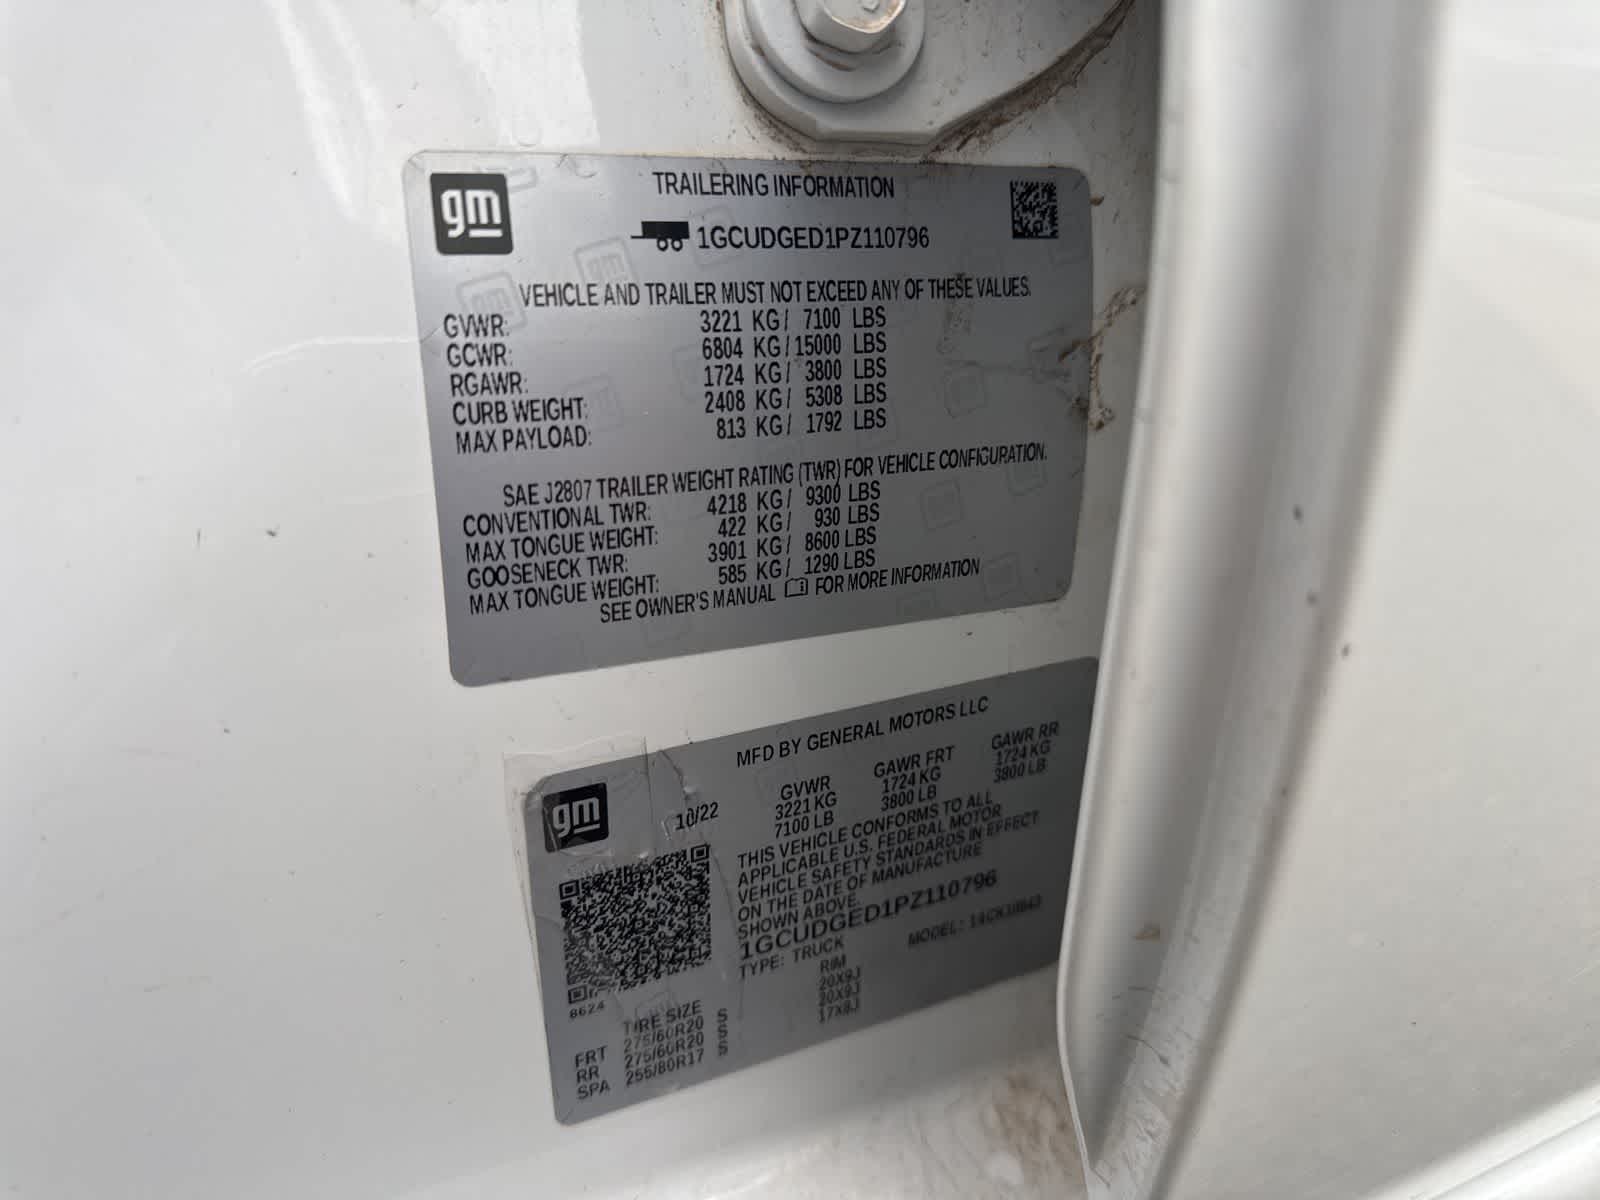 gm
TRAILERING INFORMATION
1GCUDGED1PZ110796
VEHICLE AND TRAILER MUST NOT EXCEED ANY OF THESE VALUES.
GVWR: 3221 KG/ 7100 LBS
GCWR: 6804 KG/ 15000 LBS
RGAWR: 1724 KG/ 3800 LBS
CURB WEIGHT: 2408 KG/ 5308 LBS
MAX PAYLOAD: 813 KG/ 1792 LBS
SAE J2807 TRAILER WEIGHT RATING (TWR) FOR VEHICLE CONFIGURATION.
CONVENTIONAL TWR: 4218 KG/ 9300 LBS
MAX TONGUE WEIGHT: 422 KG/ 930 LBS
GOOSENECK TWR: 3901 KG/ 8600 LBS
MAX TONGUE WEIGHT: 585 KG/ 1290 LBS
SEE OWNER'S MANUAL FOR MORE INFORMATION
MFD BY GENERAL MOTORS LLC
gm
10/22
GVWR GAWR FRT GAWR RR
3221 KG 1724 KG 1724 KG
7100 LB 3800 LB 3800 LB
THIS VEHICLE CONFORMS TO ALL
APPLICABLE U.S. FEDERAL MOTOR
VEHICLE SAFETY STANDARDS IN EFFECT
ON THE DATE OF MANUFACTURE
SHOWN ABOVE.
1GCUDGED1PZ110796
TYPE: TRUCK MODEL:
8624
TIRE SIZE RIM
FRT 275/60R20 S 20X9J
RR 275/60R20 S 20X9J
SPA 255/80R17 S 17X8J